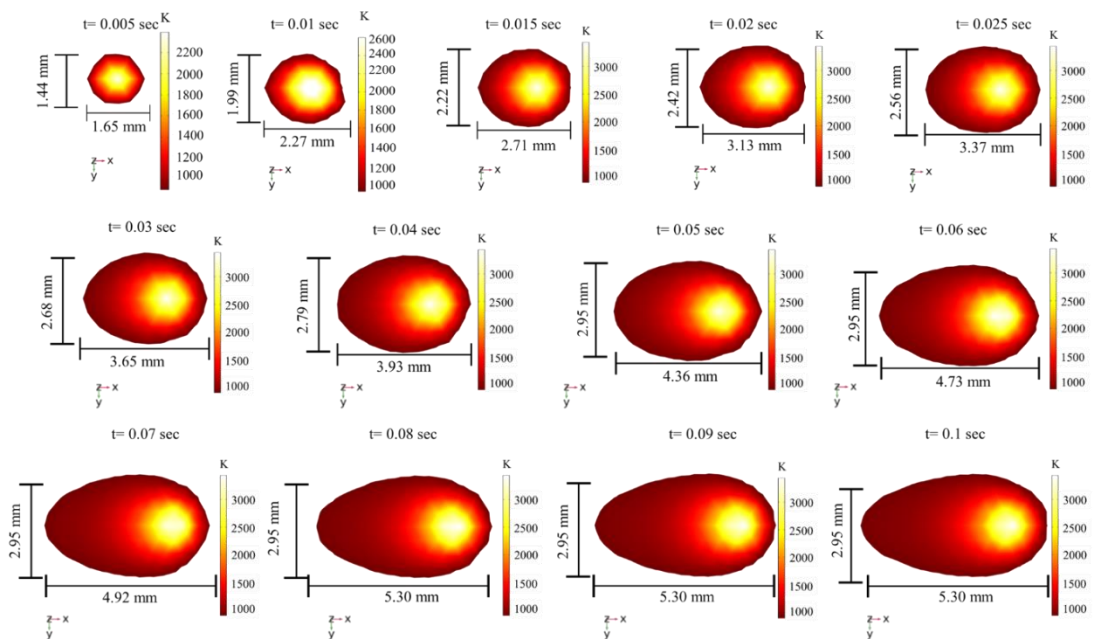 t= 0.005 sec
K
2200
2000
1800
1600
1400
1200
1000
1.44 mm
1.65 mm
z x
y
t= 0.01 sec
K
2600
2400
2200
2000
1800
1600
1400
1200
1000
1.99 mm
2.27 mm
z x
y
t= 0.015 sec
K
3000
2500
2000
1500
1000
2.22 mm
2.71 mm
z x
y
t= 0.02 sec
K
3000
2500
2000
1500
1000
2.42 mm
3.13 mm
z x
y
t= 0.025 sec
K
3000
2500
2000
1500
1000
2.56 mm
3.37 mm
z x
y
t= 0.03 sec
K
3000
2500
2000
1500
1000
2.68 mm
3.65 mm
z x
y
t= 0.04 sec
K
3000
2500
2000
1500
1000
2.79 mm
3.93 mm
z x
y
t= 0.05 sec
K
3000
2500
2000
1500
1000
2.95 mm
4.36 mm
z x
y
t= 0.06 sec
K
3000
2500
2000
1500
1000
2.95 mm
4.73 mm
z x
y
t= 0.07 sec
K
3000
2500
2000
1500
1000
2.95 mm
4.92 mm
z x
y
t= 0.08 sec
K
3000
2500
2000
1500
1000
2.95 mm
5.30 mm
z x
y
t= 0.09 sec
K
3000
2500
2000
1500
1000
2.95 mm
5.30 mm
z x
y
t= 0.1 sec
K
3000
2500
2000
1500
1000
2.95 mm
5.30 mm
z x
y